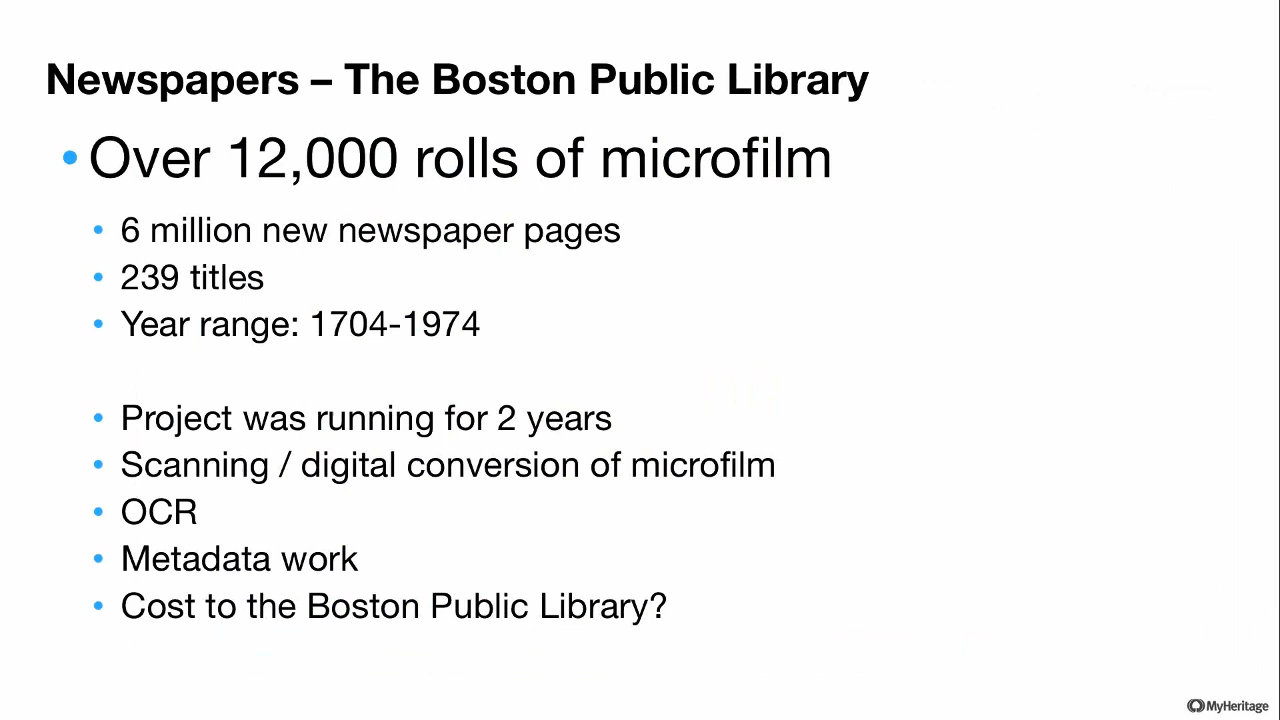 Newspapers – The Boston Public Library
• Over 12,000 rolls of microfilm
• 6 million new newspaper pages
• 239 titles
• Year range: 1704-1974
• Project was running for 2 years
• Scanning / digital conversion of microfilm
• OCR
• Metadata work
• Cost to the Boston Public Library?
MyHeritage